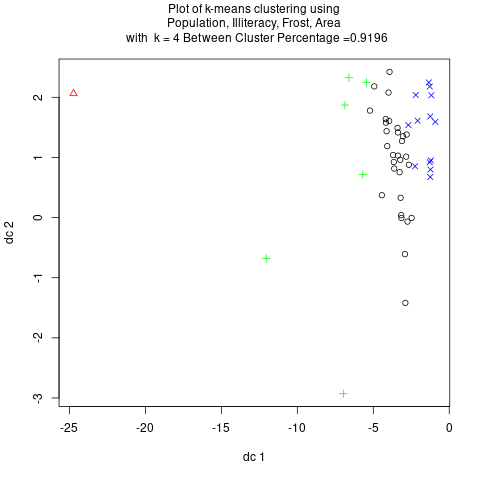 Plot of k-means clustering using
Population, Illiteracy, Frost, Area
with k = 4 Between Cluster Percentage =0.9196
2
1
0
-1
-2
-3
dc 2
-25
-20
-15
-10
-5
0
dc 1